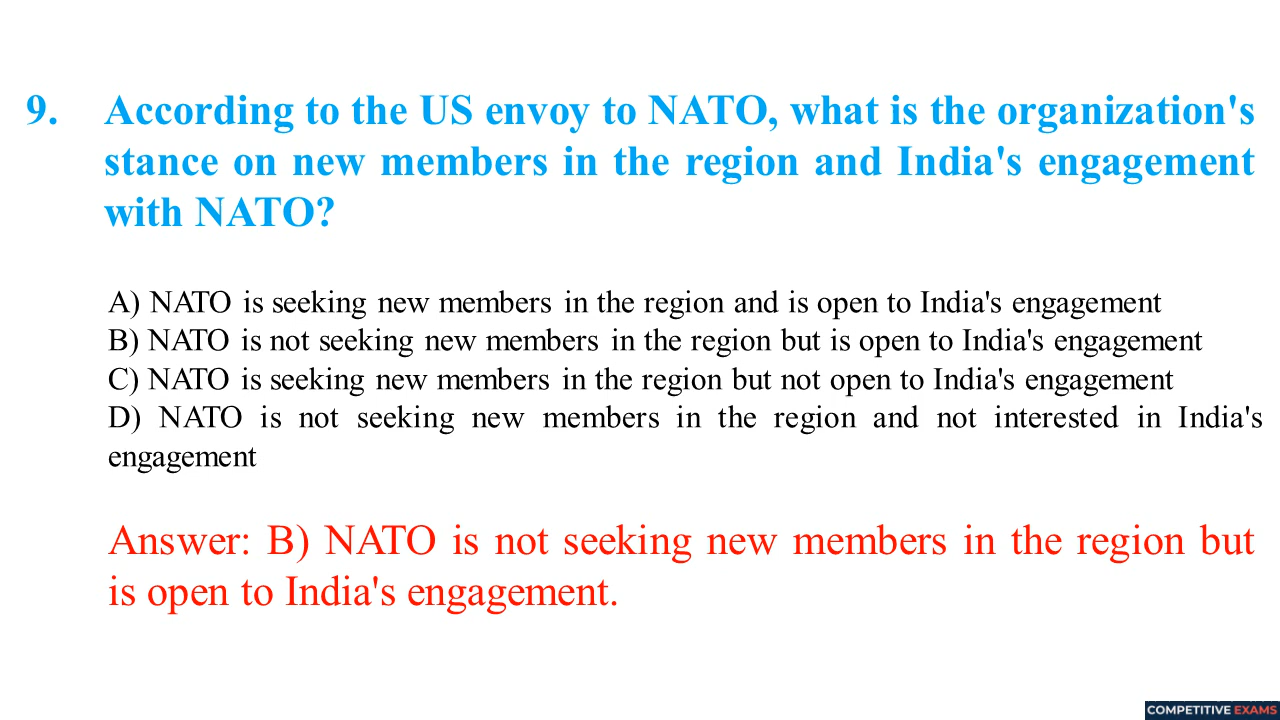 9. According to the US envoy to NATO, what is the organization's
stance on new members in the region and India's engagement
with NATO?
A) NATO is seeking new members in the region and is open to India's engagement
B) NATO is not seeking new members in the region but is open to India's engagement
C) NATO is seeking new members in the region but not open to India's engagement
D) NATO is not seeking new members in the region and not interested in India's
engagement
Answer: B) NATO is not seeking new members in the region but
is open to India's engagement.
COMPETITIVE EXAMS